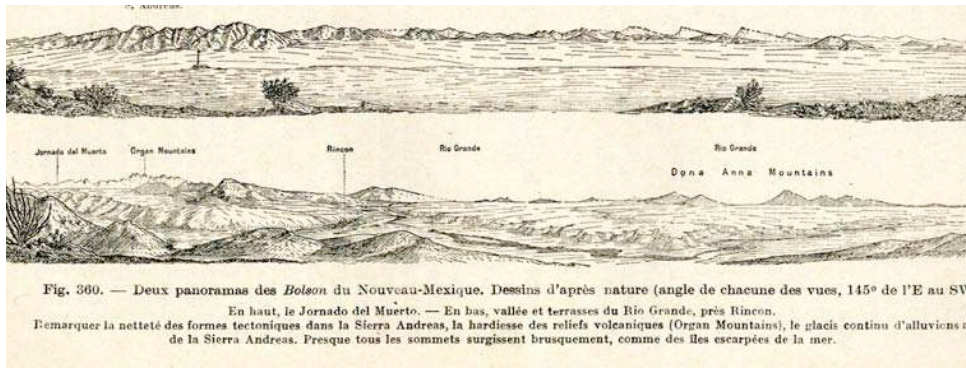 Andreas.
Jornado del Muerto Organ Mountains Rincon Rio Grande Rio Grande
Dona Anna Mountains
Fig. 360. — Deux panoramas des Bolson du Nouveau-Mexique. Dessins d'après nature (angle de chacune des vues, 145° de l'E au SW
En haut, le Jornado del Muerto. — En bas, vallée et terrasses du Rio Grande, près Rincon.
Remarquer la netteté des formes tectoniques dans la Sierra Andreas, la hardiesse des reliefs volcaniques (Organ Mountains), le glacis continu d'alluvions
de la Sierra Andreas. Presque tous les sommets surgissent brusquement, comme des îles escarpées de la mer.